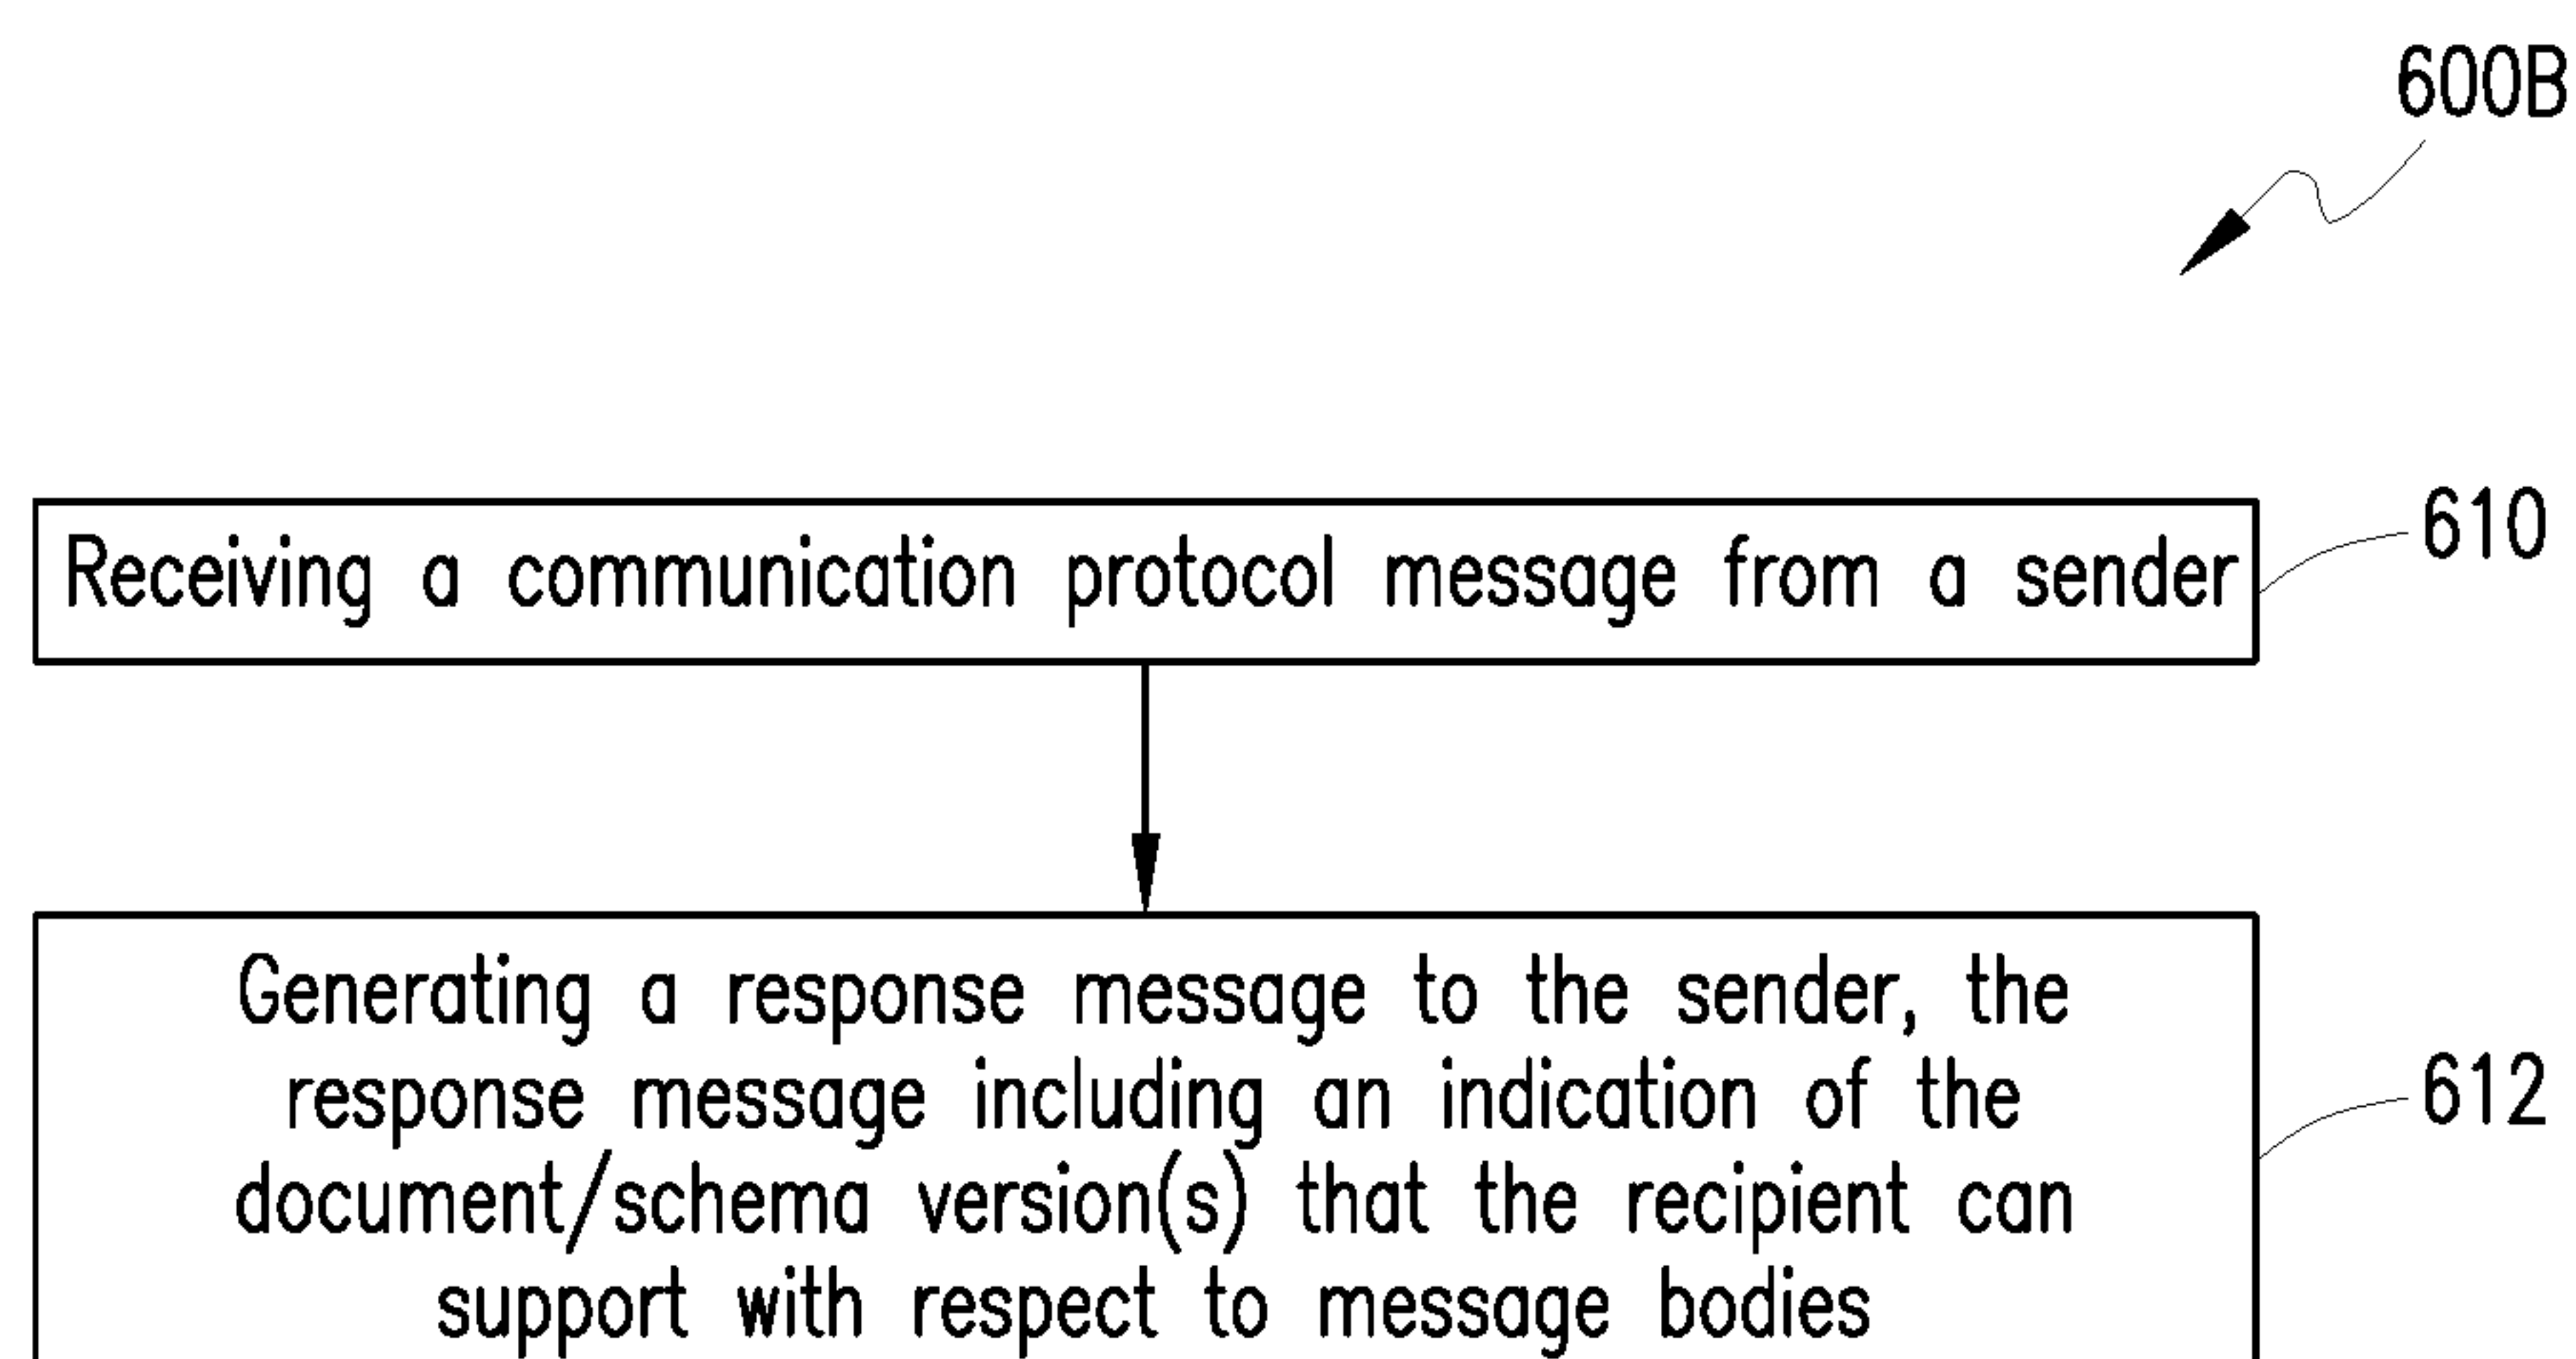 600B
Receiving a communication protocol message from a sender
610
Generating a response message to the sender, the
response message including an indication of the
document/schema version(s) that the recipient can
support with respect to message bodies
612